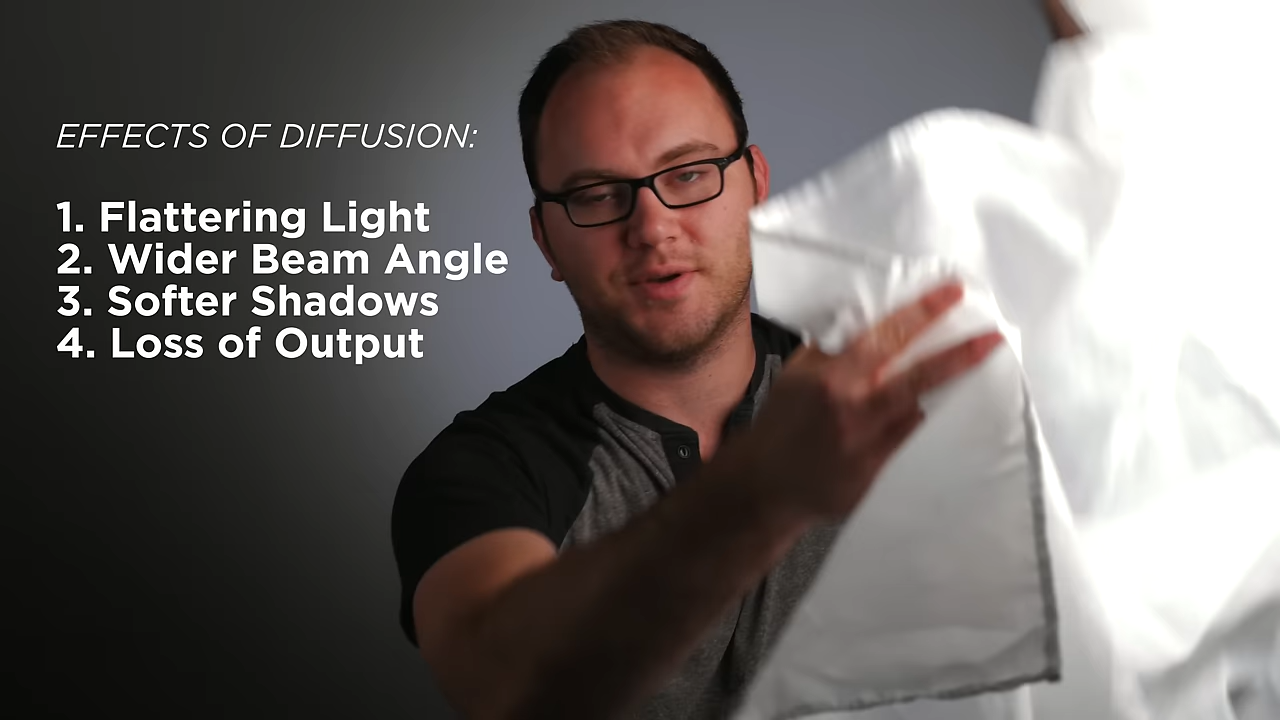 EFFECTS OF DIFFUSION:
1. Flattering Light
2. Wider Beam Angle
3. Softer Shadows
4. Loss of Output